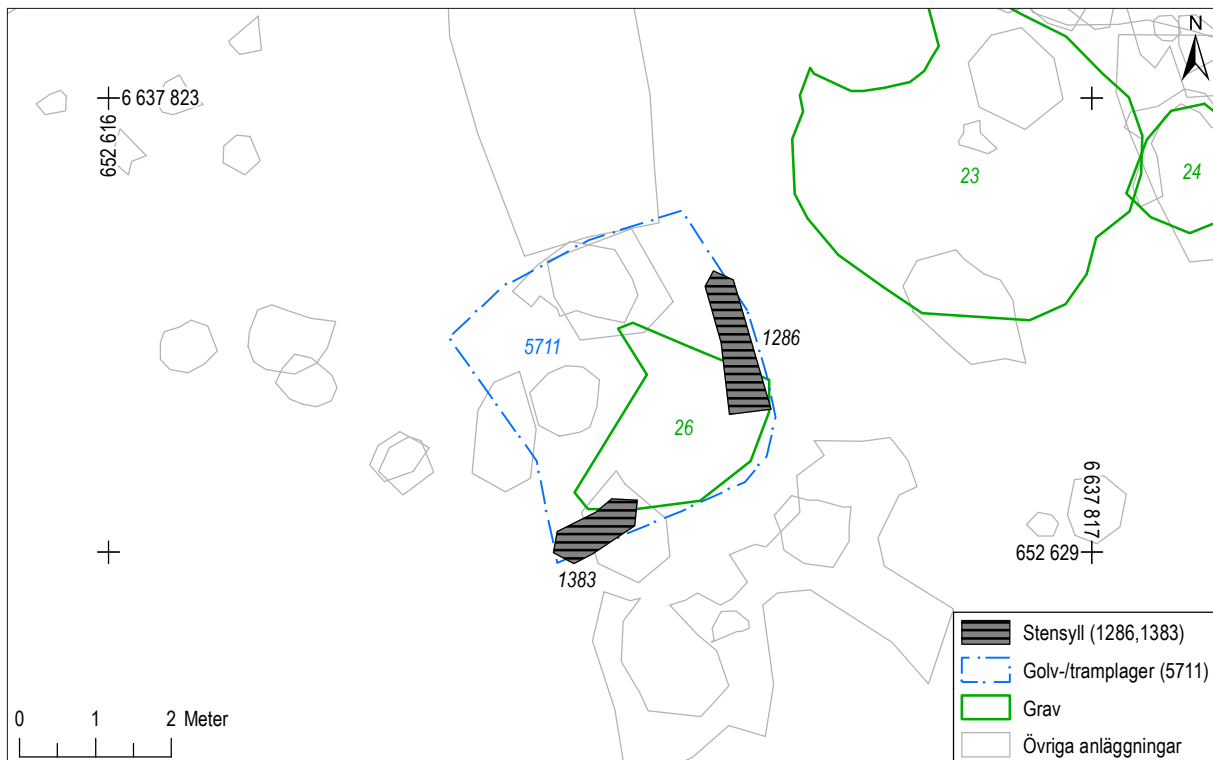 N
6 637 823
652 616
23
24
1286
5711
26
6 637 817
652 629
1383
Stensyll (1286,1383)
Golv-/tramplager (5711)
Grav
Övriga anläggningar
0 1 2 Meter